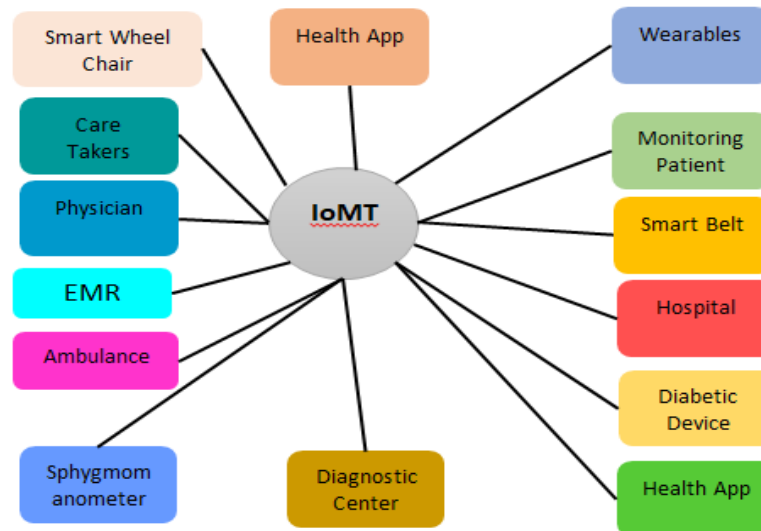 Smart Wheel
Chair
Health App
Wearables
Care
Takers
Monitoring
Patient
Physician
IoMT
Smart Belt
EMR
Hospital
Ambulance
Diabetic
Device
Sphygmom
anometer
Diagnostic
Center
Health App